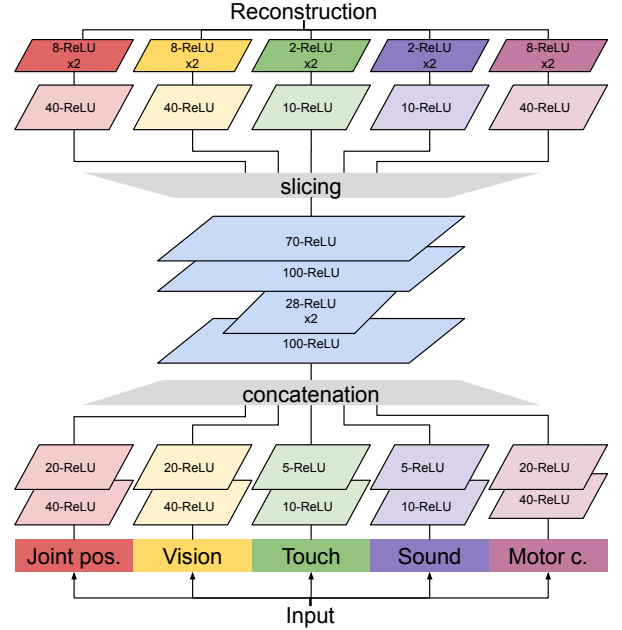 Reconstruction
8-ReLU
x2
8-ReLU
x2
2-ReLU
x2
2-ReLU
x2
8-ReLU
x2
40-ReLU
40-ReLU
10-ReLU
10-ReLU
40-ReLU
slicing
70-ReLU
100-ReLU
28-ReLU
x2
100-ReLU
concatenation
20-ReLU
20-ReLU
5-ReLU
5-ReLU
20-ReLU
40-ReLU
40-ReLU
10-ReLU
10-ReLU
40-ReLU
Joint pos.
Vision
Touch
Sound
Motor c.
Input